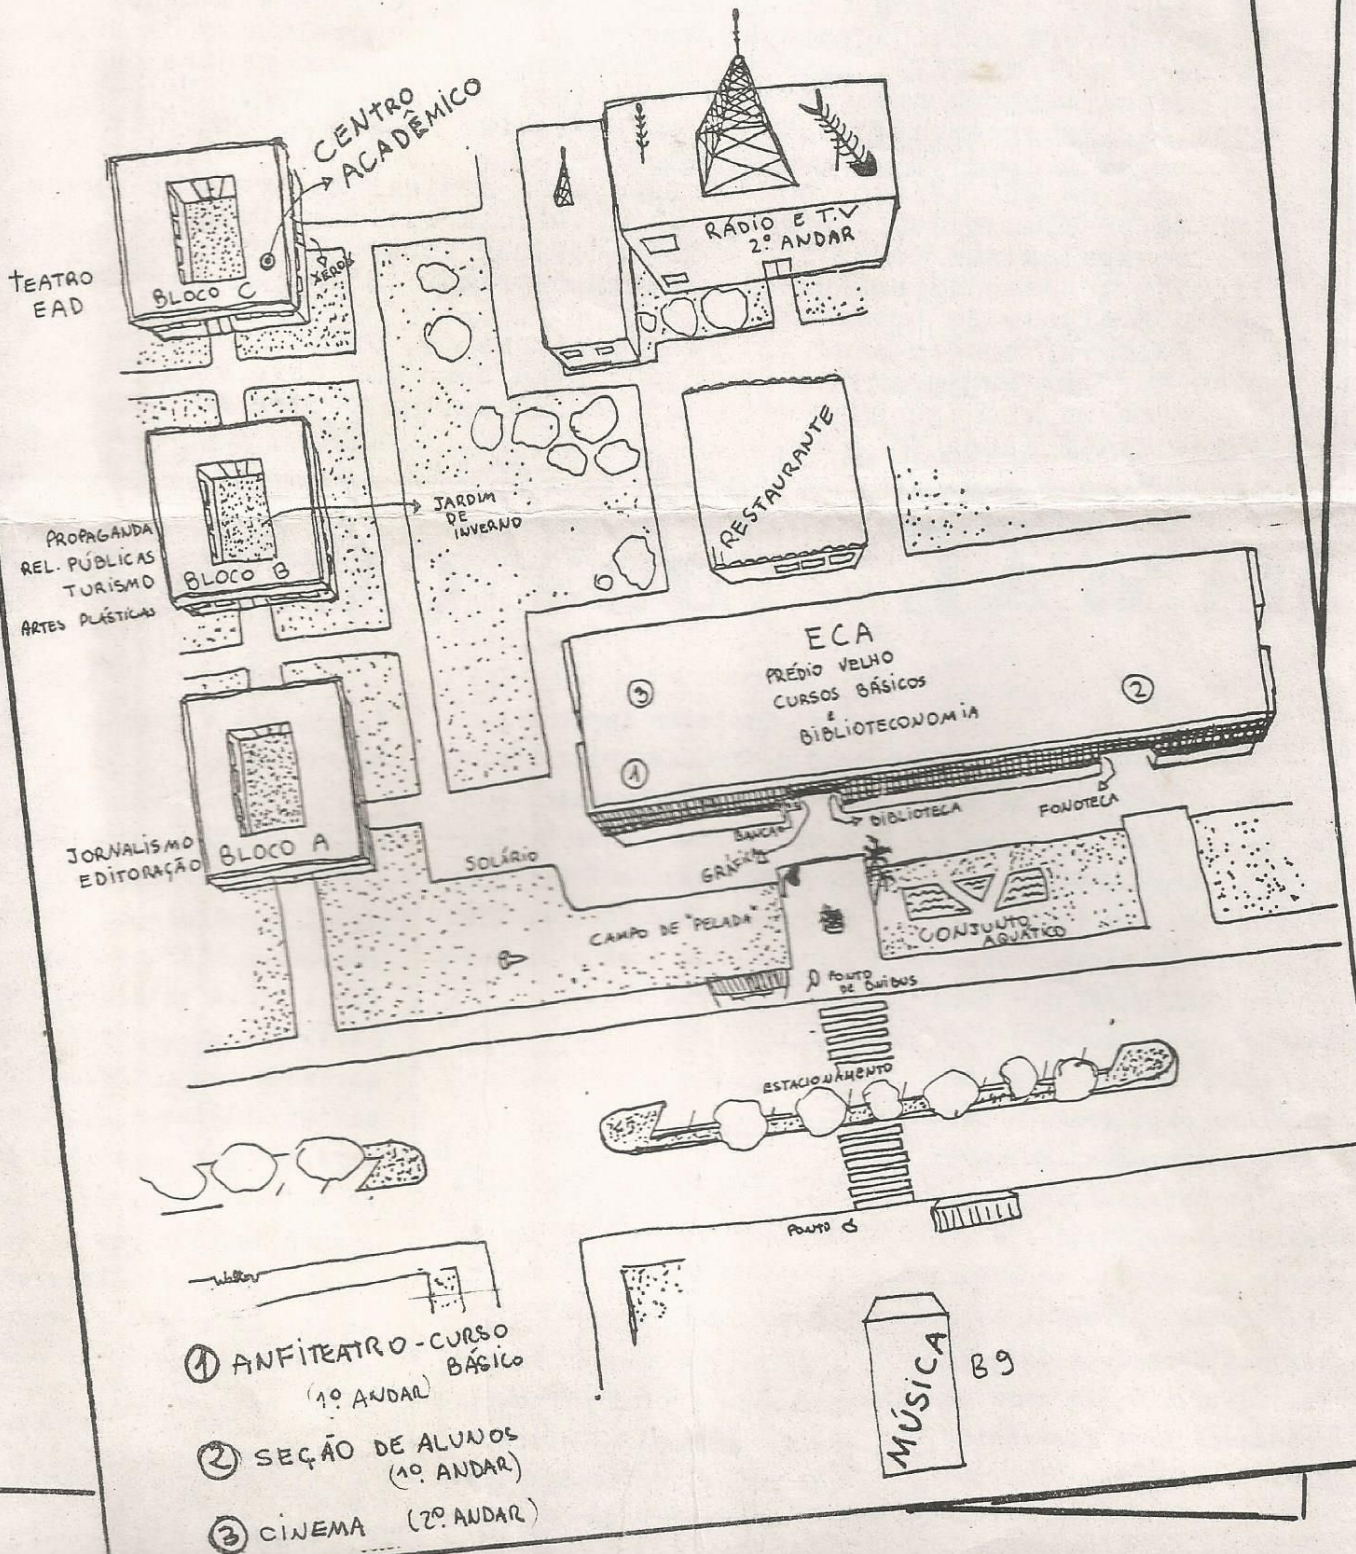 CENTRO
ACADÊMICO
TEATRO
EAD
BLOCO C
XEROX
RÁDIO E T.V
2º ANDAR
RESTAURANTE
JARDIM
DE
INVERNO
PROPAGANDA
REL. PÚBLICAS
TURISMO
ARTES PLÁSTICAS
BLOCO B
ECA
PRÉDIO VELHO
CURSOS BÁSICOS
E
BIBLIOTECONOMIA
3
2
1
JORNALISMO
EDITORAÇÃO
BLOCO A
SOLÁRIO
BANCA
GRÁFICA
BIBLIOTECA
FONOTECA
CAMPO DE "PELADA"
CONJUNTO
AQUÁTICO
PONTO
DE ÔNIBUS
ESTACIONAMENTO
PONTO
Walter
1 ANFITEATRO - CURSO
BÁSICO
(1º ANDAR)
2 SEÇÃO DE ALUNOS
(1º ANDAR)
3 CINEMA (2º ANDAR)
MÚSICA
B9